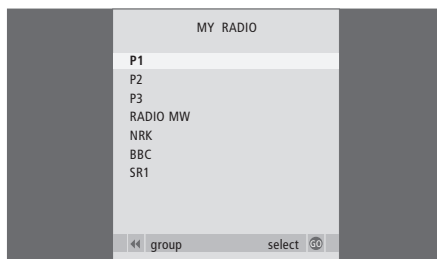 MY RADIO
P1
P2
P3
RADIO MW
NRK
BBC
SR1
group select GO